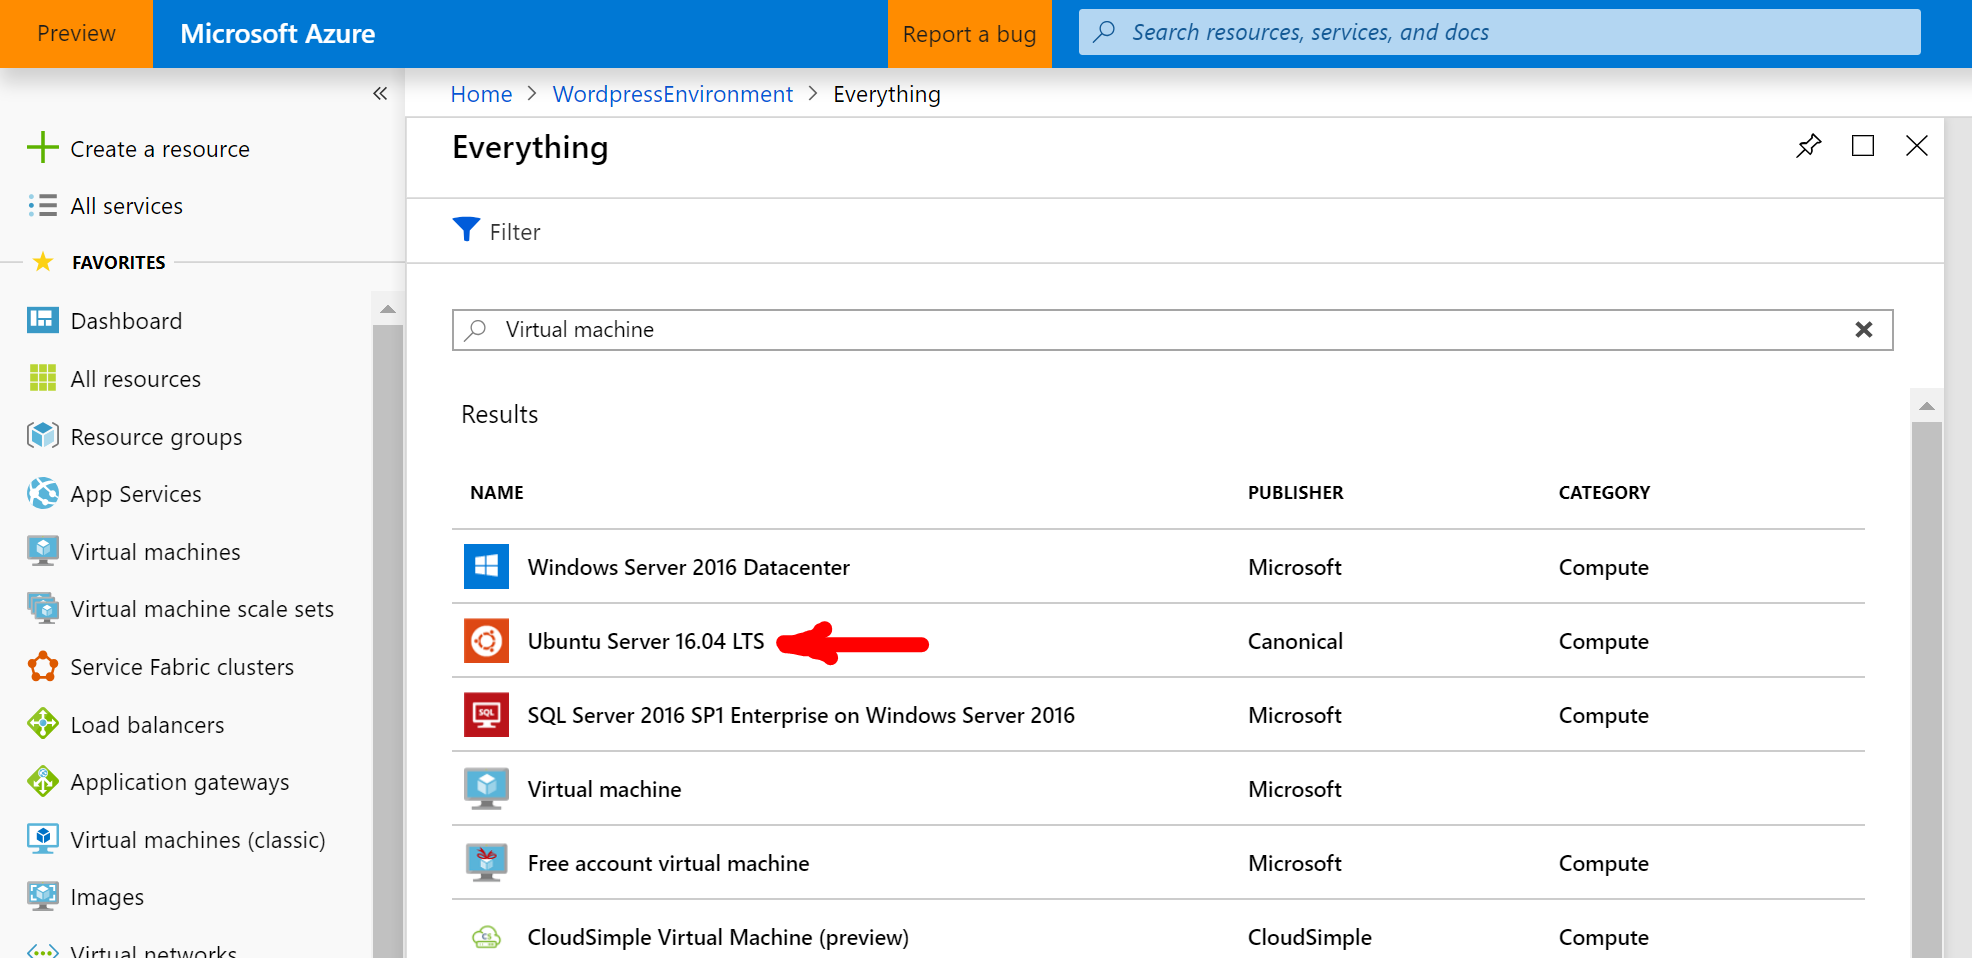 Preview
Microsoft Azure
Report a bug
Search resources, services, and docs
Create a resource
All services
FAVORITES
Dashboard
All resources
Resource groups
App Services
Virtual machines
Virtual machine scale sets
Service Fabric clusters
Load balancers
Application gateways
Virtual machines (classic)
Images
Virtual networks
Home > WordpressEnvironment > Everything
Everything
Filter
Virtual machine
Results
NAME PUBLISHER CATEGORY
Windows Server 2016 Datacenter Microsoft Compute
Ubuntu Server 16.04 LTS Canonical Compute
SQL Server 2016 SP1 Enterprise on Windows Server 2016 Microsoft Compute
Virtual machine Microsoft
Free account virtual machine Microsoft Compute
CloudSimple Virtual Machine (preview) CloudSimple Compute